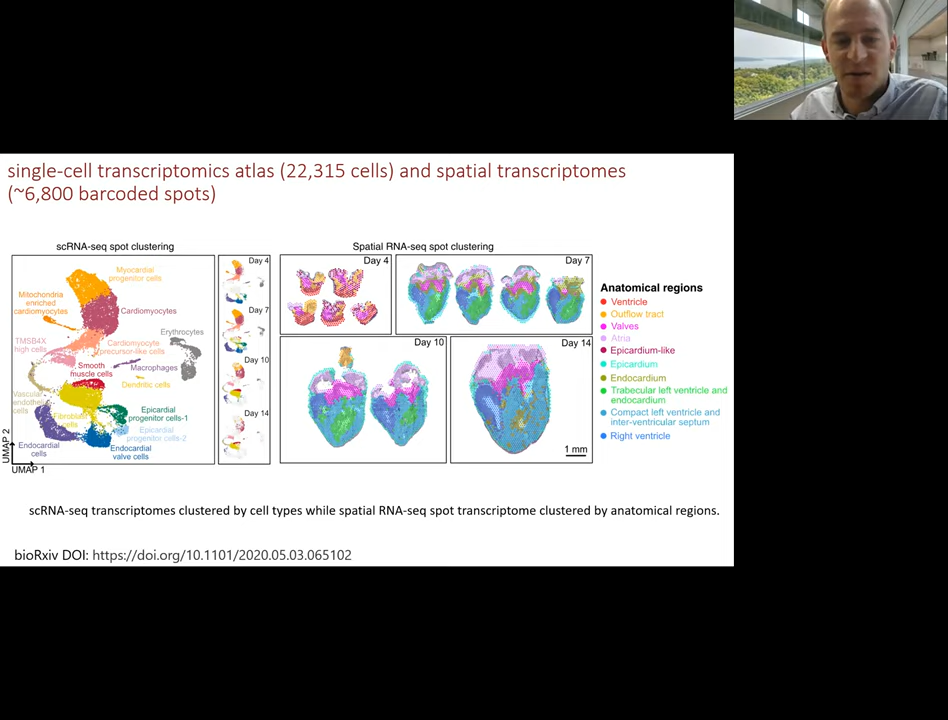 single-cell transcriptomics atlas (22,315 cells) and spatial transcriptomes
(~6,800 barcoded spots)
scRNA-seq spot clustering
Myocardial
progenitor cells
Mitochondria
enriched
cardiomyocytes
Cardiomyocytes
Erythrocytes
TMSB4X
high cells
Cardiomyocyte
precursor-like cells
Smooth
muscle cells
Macrophages
Dendritic cells
Vascular
endothelial
cells
Fibroblast
cells
Epicardial
progenitor cells-1
Epicardial
progenitor cells-2
Endocardial
cells
Endocardial
valve cells
UMAP 2
UMAP 1
Day 4
Day 7
Day 10
Day 14
Spatial RNA-seq spot clustering
Day 4
Day 7
Day 10
Day 14
1 mm
Anatomical regions
Ventricle
Outflow tract
Valves
Atria
Epicardium-like
Epicardium
Endocardium
Trabecular left ventricle and
endocardium
Compact left ventricle and
inter-ventricular septum
Right ventricle
scRNA-seq transcriptomes clustered by cell types while spatial RNA-seq spot transcriptome clustered by anatomical regions.
bioRxiv DOI: https://doi.org/10.1101/2020.05.03.065102